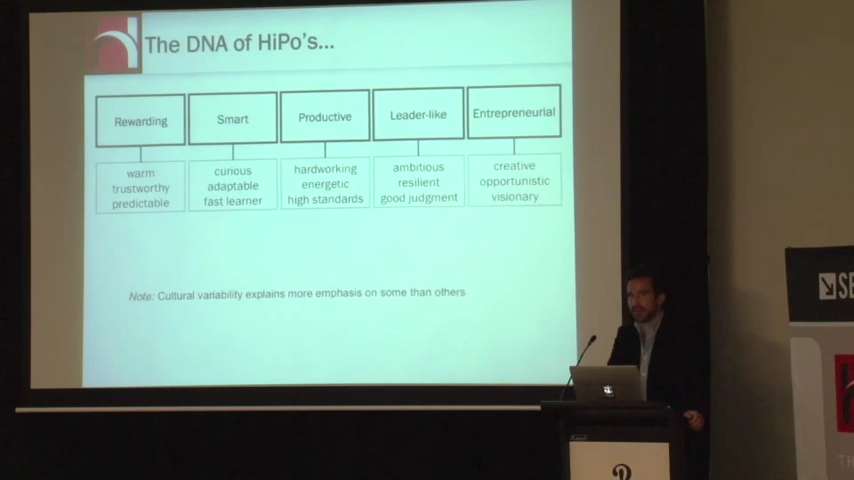 The DNA of HiPo's...
Rewarding
Smart
Productive
Leader-like
Entrepreneurial
warm
trustworthy
predictable
curious
adaptable
fast learner
hardworking
energetic
high standards
ambitious
resilient
good judgment
creative
opportunistic
visionary
Note: Cultural variability explains more emphasis on some than others
SE
TH